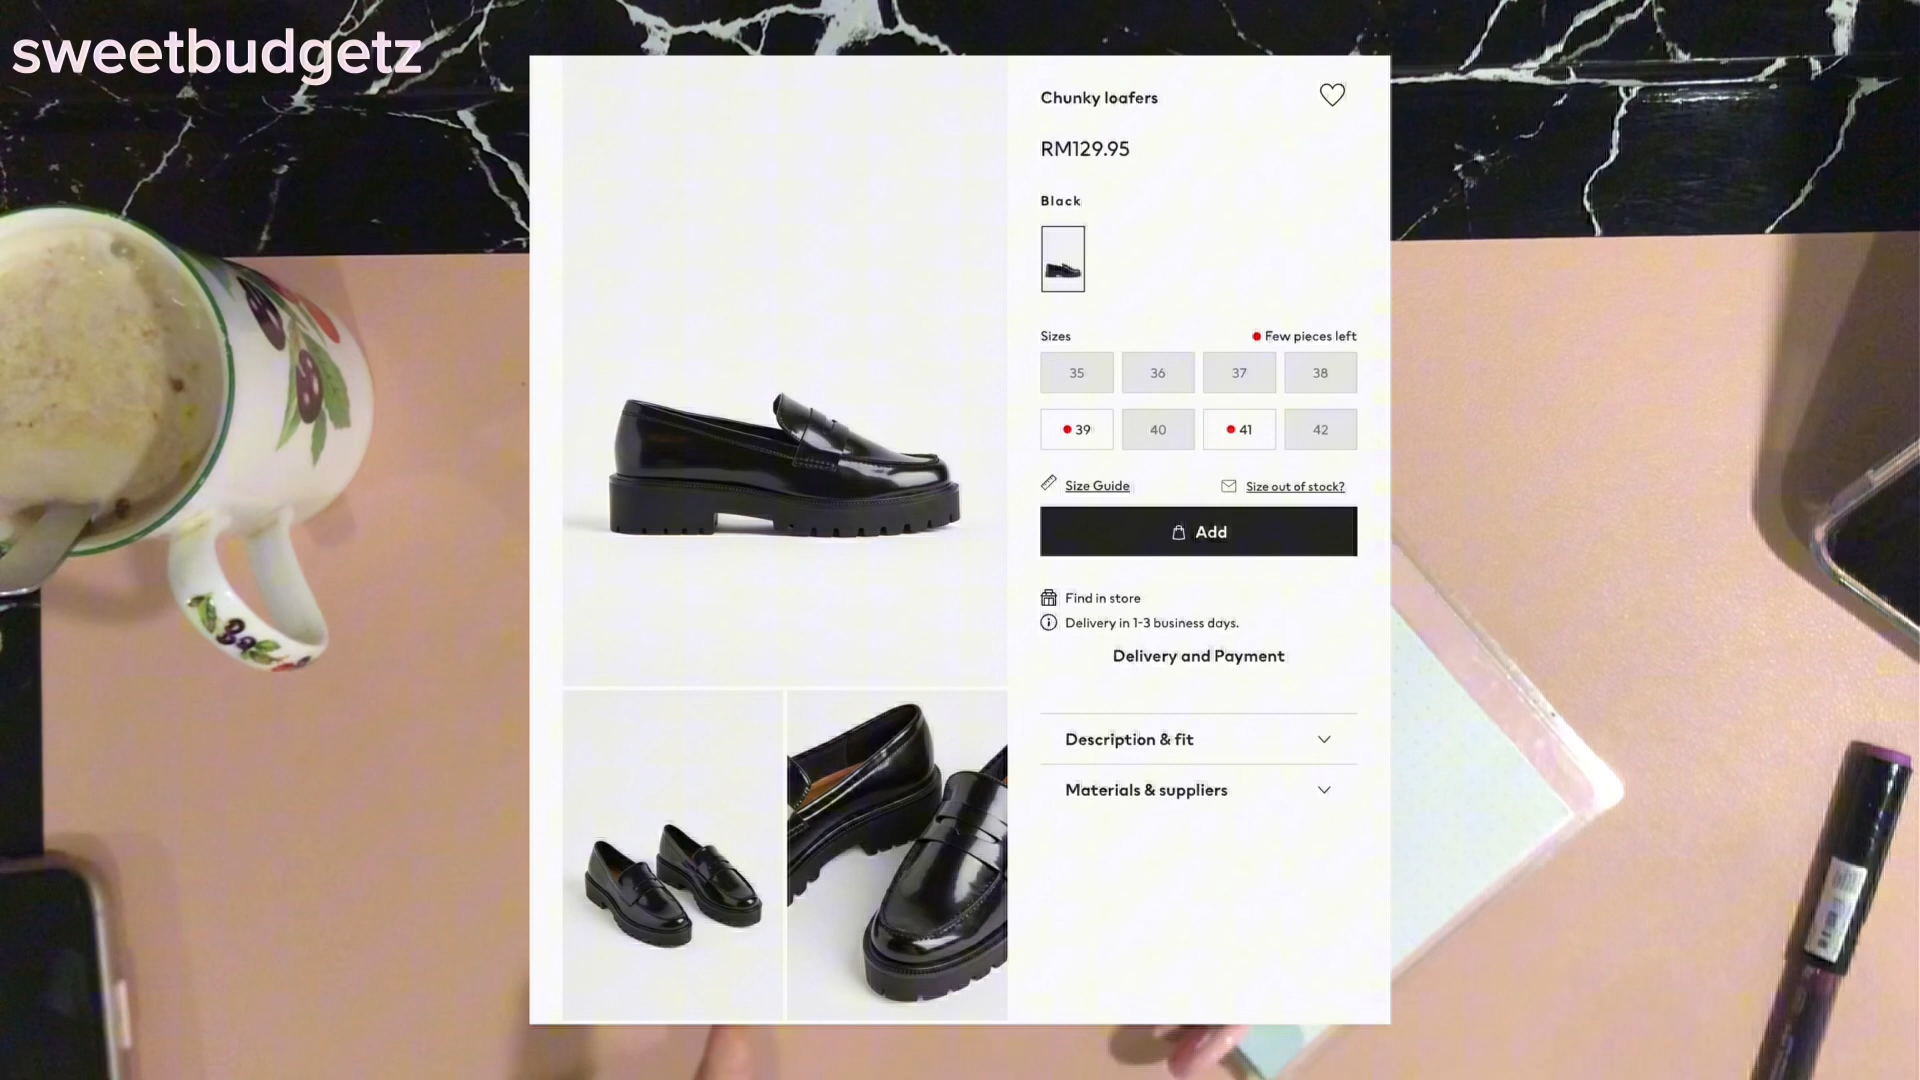 sweetbudgetz
Chunky loafers
RM129.95
Black
Sizes
Few pieces left
35 36 37 38
39 40 41 42
Size Guide
Size out of stock?
Add
Find in store
Delivery in 1-3 business days.
Delivery and Payment
Description & fit
Materials & suppliers